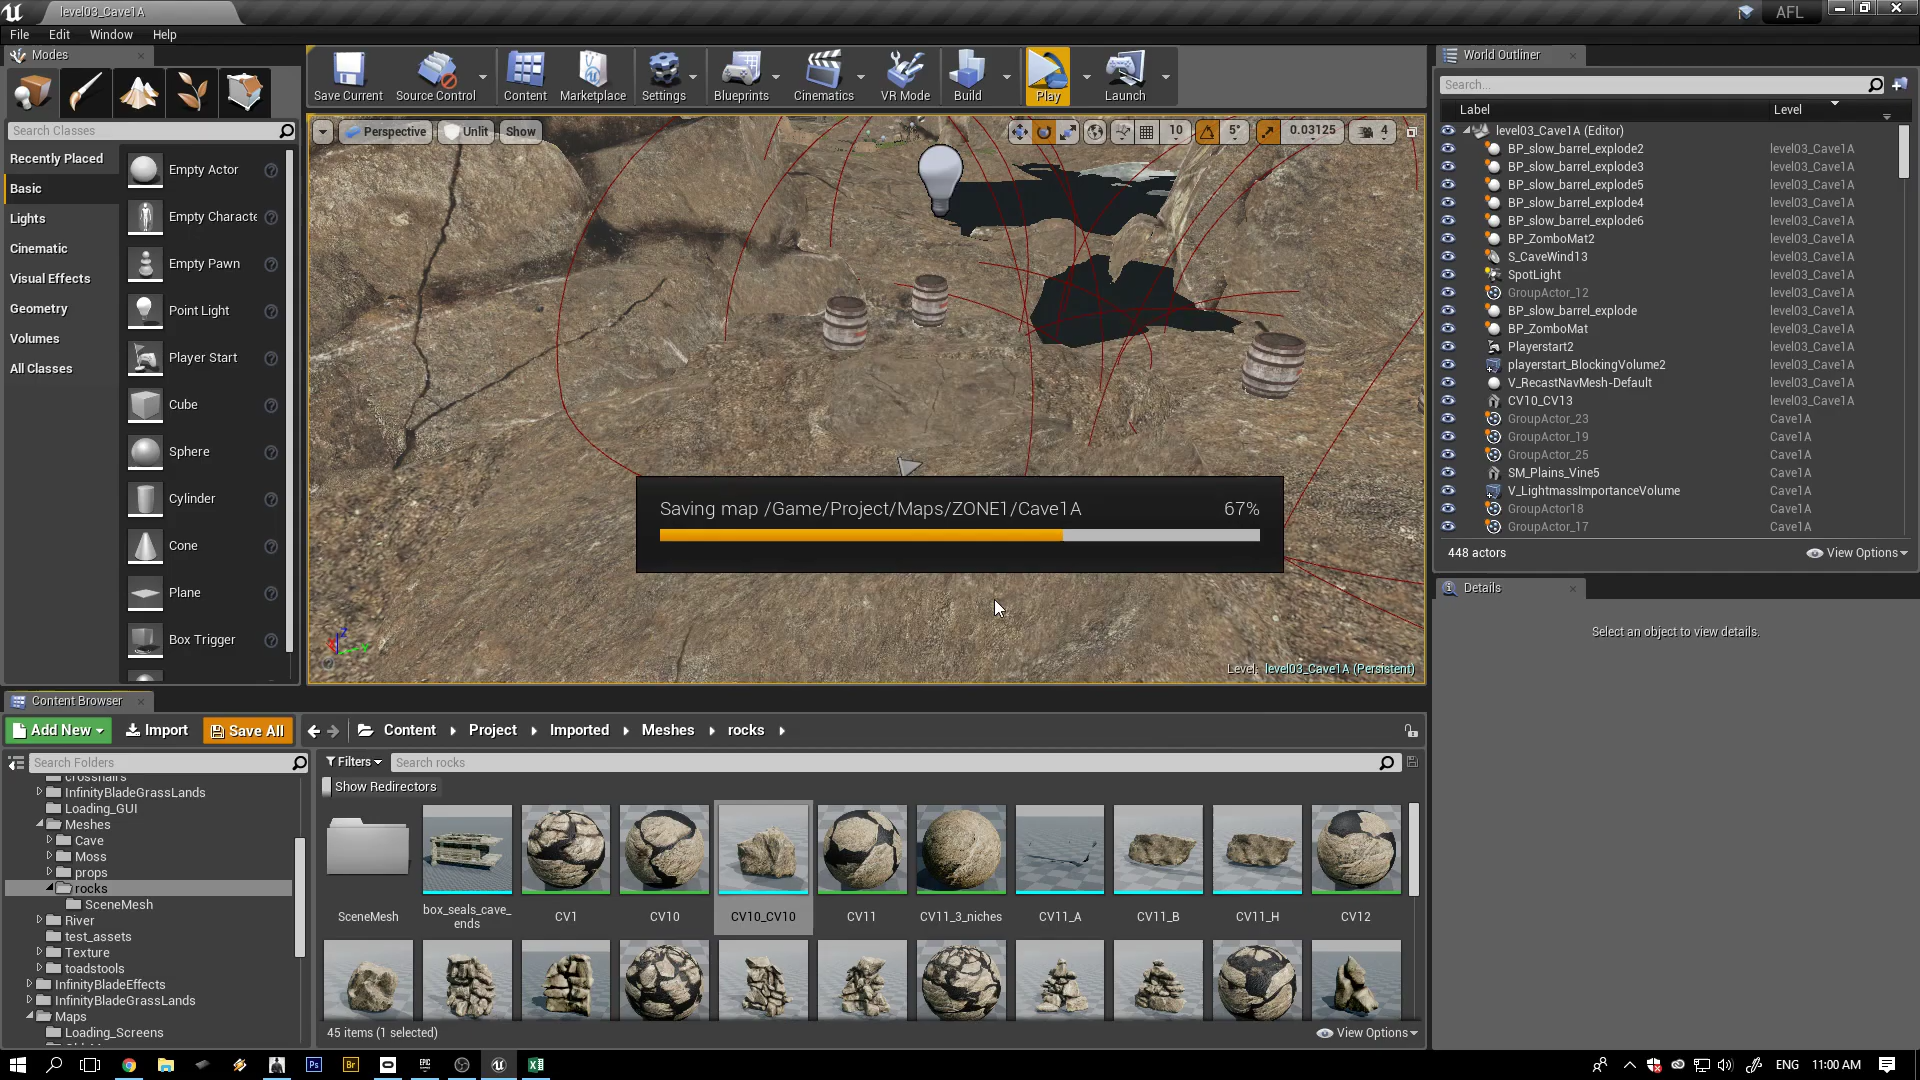 level03_Cave1A
AFL
File Edit Window Help
Modes
Search Classes
Recently Placed
Basic
Lights
Cinematic
Visual Effects
Geometry
Volumes
All Classes
Empty Actor
Empty Characte
Empty Pawn
Point Light
Player Start
Cube
Sphere
Cylinder
Cone
Plane
Box Trigger
Save Current Source Control Content Marketplace Settings Blueprints Cinematics VR Mode Build Play Launch
Perspective Unlit Show
10 5° 0.03125 4
Saving map /Game/Project/Maps/ZONE1/Cave1A 67%
Level: level03_Cave1A (Persistent)
World Outliner
Search...
Label Level
level03_Cave1A (Editor)
BP_slow_barrel_explode2 level03_Cave1A
BP_slow_barrel_explode3 level03_Cave1A
BP_slow_barrel_explode5 level03_Cave1A
BP_slow_barrel_explode4 level03_Cave1A
BP_slow_barrel_explode6 level03_Cave1A
BP_ZomboMat2 level03_Cave1A
S_CaveWind13 level03_Cave1A
SpotLight level03_Cave1A
GroupActor_12 level03_Cave1A
BP_slow_barrel_explode level03_Cave1A
BP_ZomboMat level03_Cave1A
Playerstart2 level03_Cave1A
playerstart_BlockingVolume2 level03_Cave1A
V_RecastNavMesh-Default level03_Cave1A
CV10_CV13 level03_Cave1A
GroupActor_23 Cave1A
GroupActor_19 Cave1A
GroupActor_25 Cave1A
SM_Plains_Vine5 Cave1A
V_LightmassImportanceVolume Cave1A
GroupActor18 Cave1A
GroupActor_17 Cave1A
448 actors View Options
Details
Select an object to view details.
Content Browser
Add New Import Save All Content Project Imported Meshes rocks
Search Folders
crosshairs
InfinityBladeGrassLands
Loading_GUI
Meshes
Cave
Moss
props
rocks
SceneMesh
River
test_assets
Texture
toadstools
InfinityBladeEffects
InfinityBladeGrassLands
Maps
Loading_Screens
Filters Search rocks
Show Redirectors
SceneMesh box_seals_cave_ends CV1 CV10 CV10_CV10 CV11 CV11_3_niches CV11_A CV11_B CV11_H CV12
45 items (1 selected) View Options
Ps Br EPIC ENG 11:00 AM